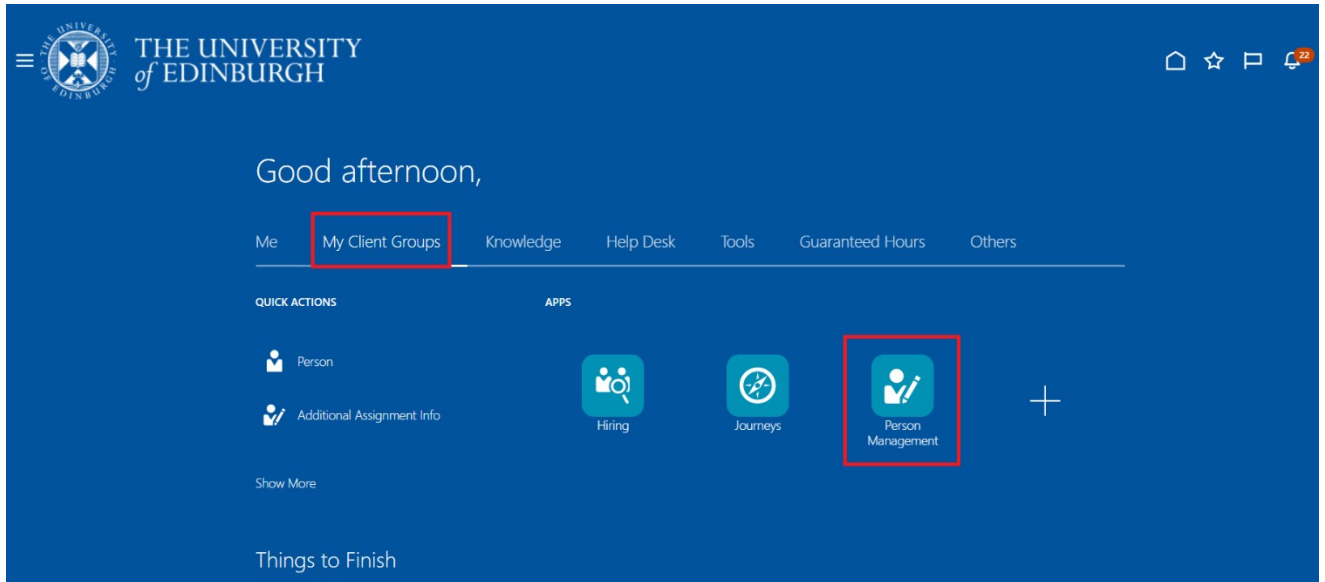 THE UNIVERSITY
of EDINBURGH
22
Good afternoon,
Me My Client Groups Knowledge Help Desk Tools Guaranteed Hours Others
QUICK ACTIONS APPS
Person
Additional Assignment Info
Show More
Hiring
Journeys
Person
Management
Things to Finish